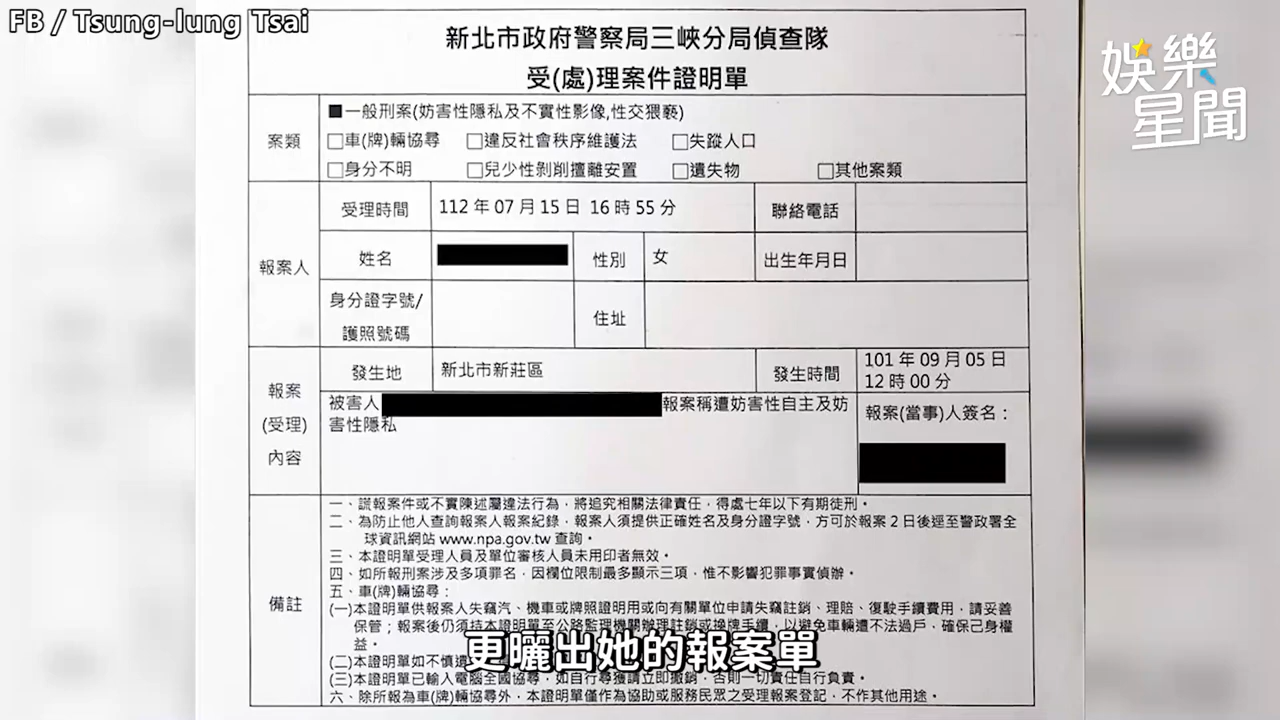 FB / Tsung-lung Tsai
娛樂
星聞
新北市政府警察局三峽分局偵查隊
受(處)理案件證明單
案類
■一般刑案(妨害性隱私及不實性影像,性交猥褻)
□車(牌)輛協尋 □違反社會秩序維護法 □失蹤人口
□身分不明 □兒少性剝削擅離安置 □遺失物 □其他案類
報案人
受理時間 112 年 07 月 15 日 16 時 55 分 聯絡電話
姓名 性別 女 出生年月日
身分證字號/
護照號碼
住址
報案
(受理)
內容
發生地 新北市新莊區 發生時間 101 年 09 月 05 日
12 時 00 分
被害人 報案稱遭妨害性自主及妨
害性隱私
報案(當事)人簽名：
備註
一、謊報案件或不實陳述屬違法行為，將追究相關法律責任，得處七年以下有期徒刑。
二、為防止他人查詢報案人報案紀錄，報案人須提供正確姓名及身分證字號，方可於報案 2 日後逕至警政署全
球資訊網站 www.npa.gov.tw 查詢。
三、本證明單受理人員及單位審核人員未用印者無效。
四、如所報刑案涉及多項罪名，因欄位限制最多顯示三項，惟不影響犯罪事實偵辦。
五、車(牌)輛協尋：
(一)本證明單供報案人失竊汽、機車或牌照證明用或向有關單位申請失竊註銷、理賠、復駛手續費用，請妥善
保管；報案後仍須持本證明單至公路監理機關辦理註銷或換牌手續，以避免車輛遭不法過戶，確保己身權
益。
(二)本證明單如不慎遺
(三)本證明單已輸入電腦全國協尋，如自行尋獲請立即撤銷，否則一切責任自行負責。
六、除所報為車(牌)輛協尋外，本證明單僅作為協助或服務民眾之受理報案登記，不作其他用途。
更曬出她的報案單